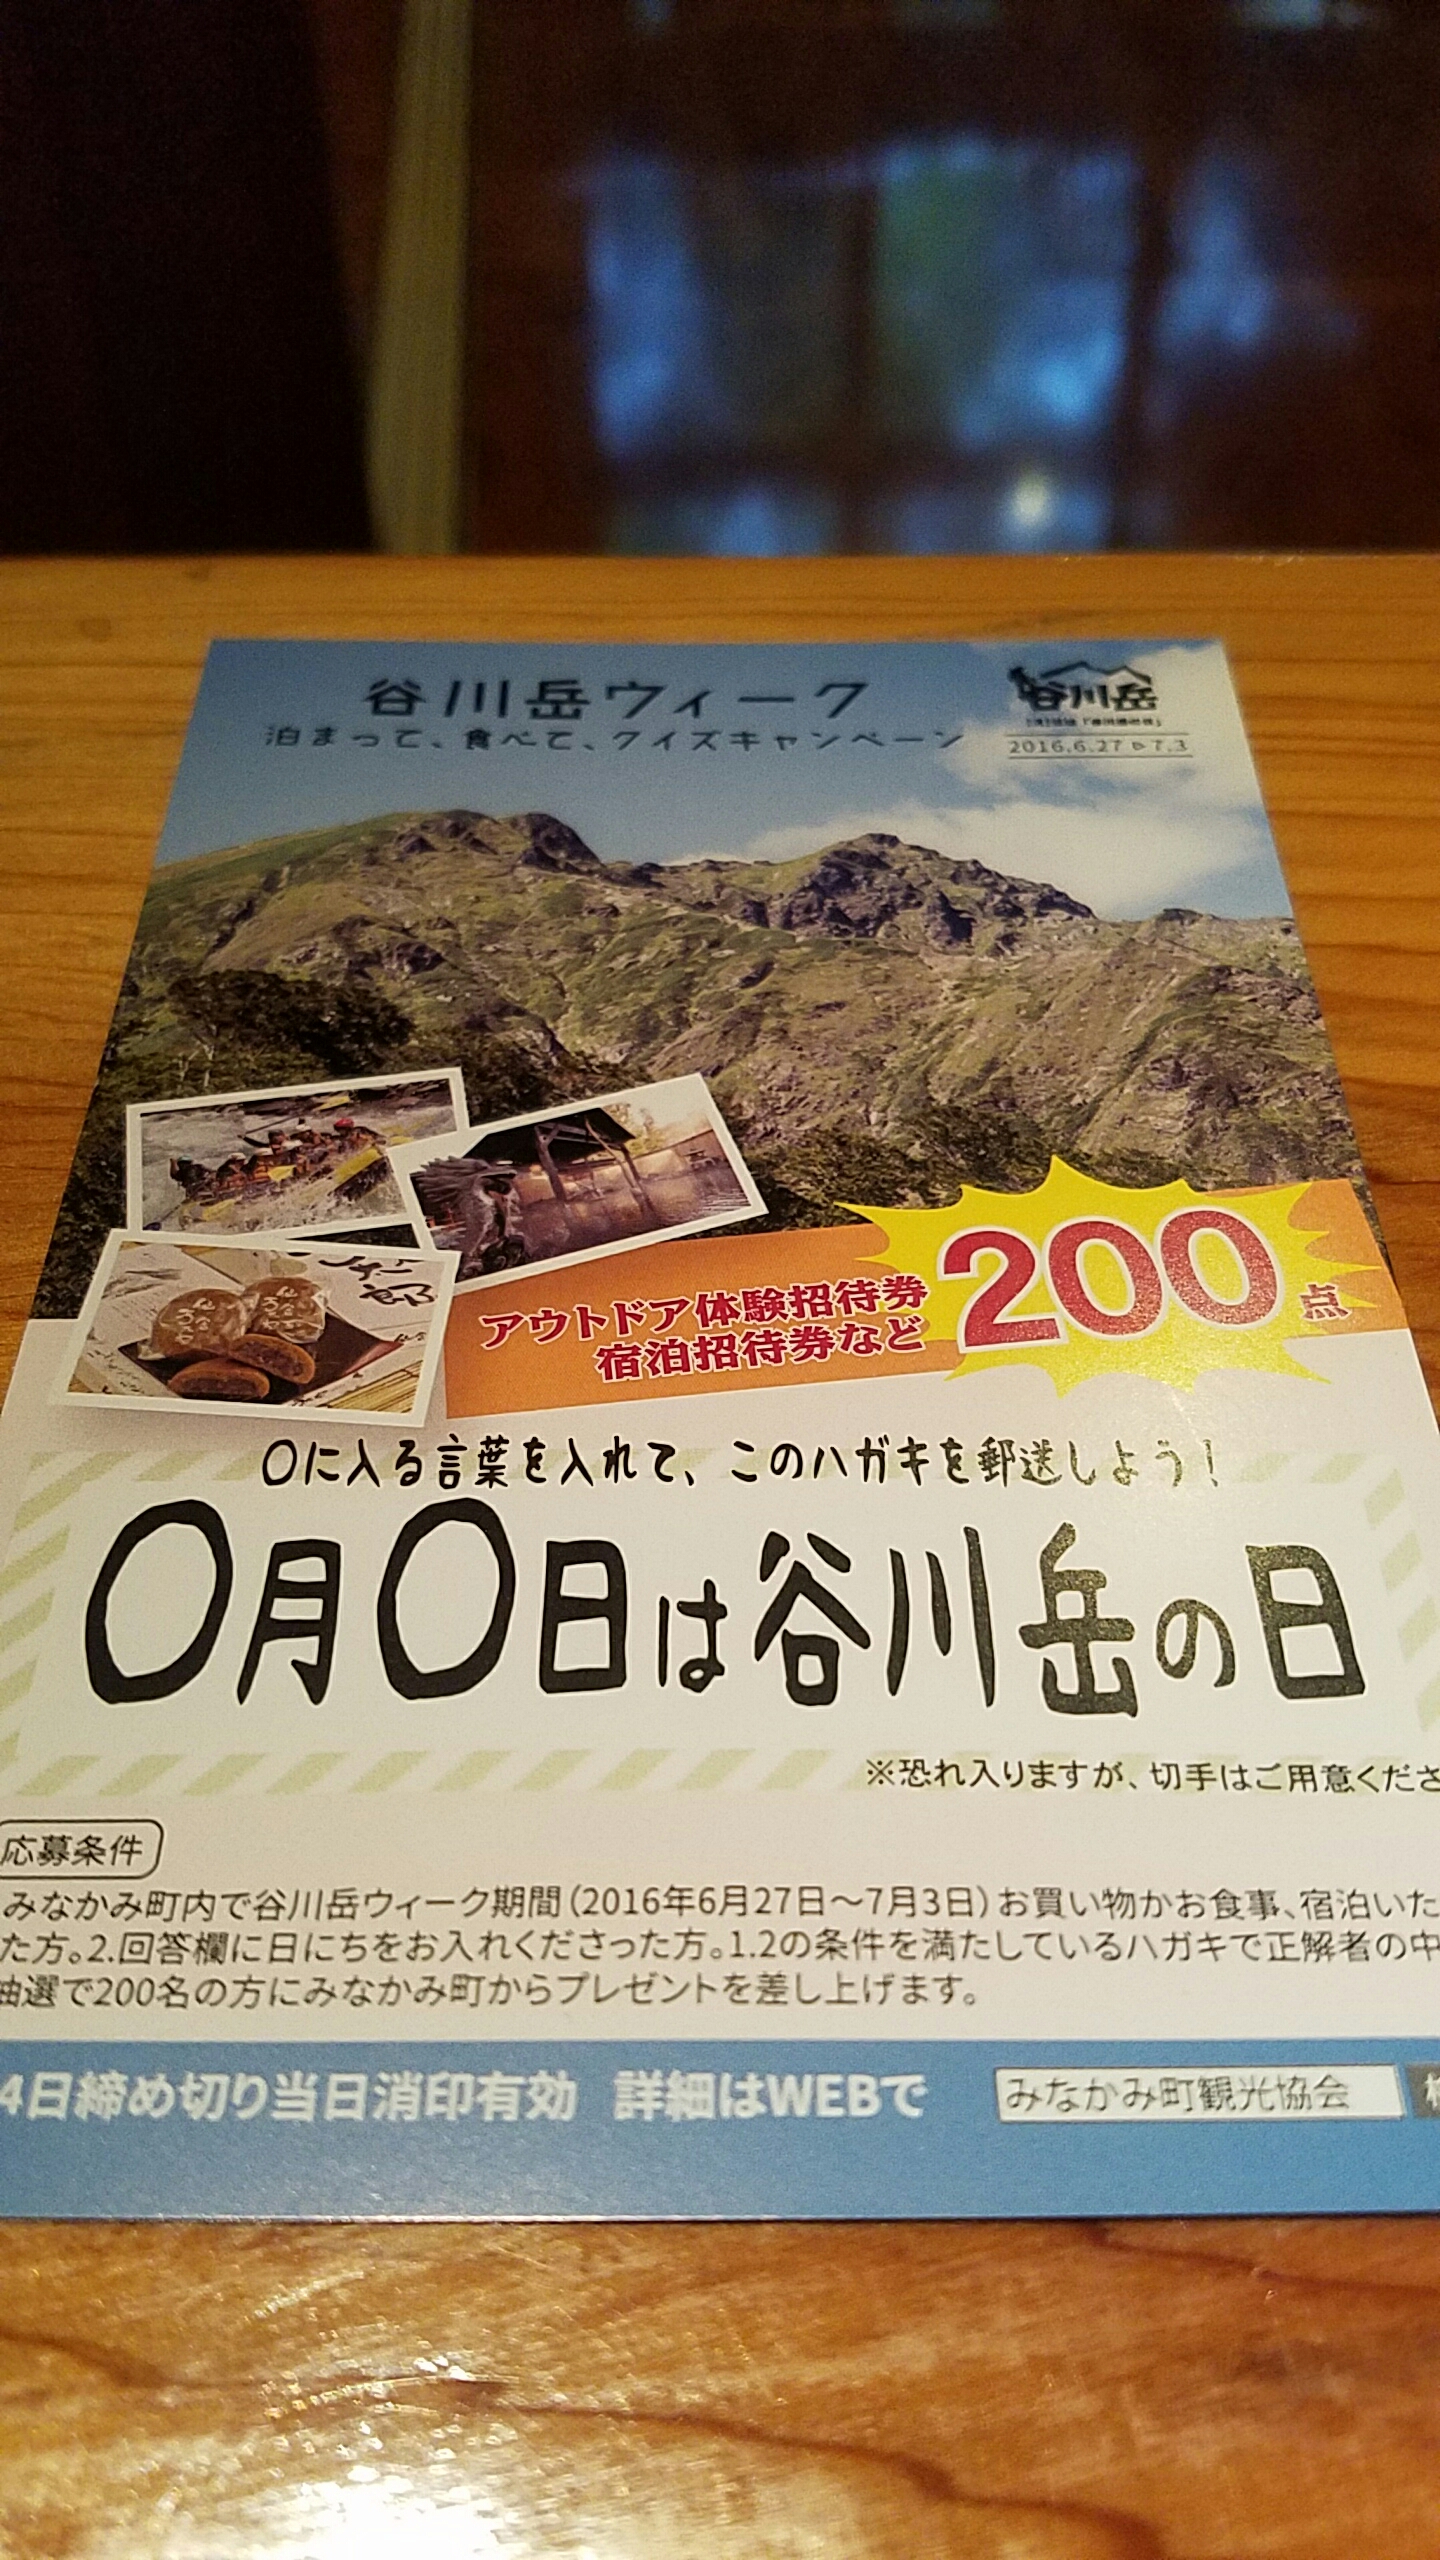 谷川岳ウィーク
泊まって、食べて、クイズキャンペーン
谷川岳
2016.6.27 7.3
アウトドア体験招待券
宿泊招待券など
200点
○に入る言葉を入れて、このハガキを郵送しよう！
○月○日は谷川岳の日
※恐れ入りますが、切手はご用意くださ
応募条件
みなかみ町内で谷川岳ウィーク期間（2016年6月27日〜7月3日）お買い物かお食事、宿泊いた
た方。2.回答欄に日にちをお入れくださった方。1.2の条件を満たしているハガキで正解者の中
抽選で200名の方にみなかみ町からプレゼントを差し上げます。
4日締め切り当日消印有効 詳細はWEBで
みなかみ町観光協会